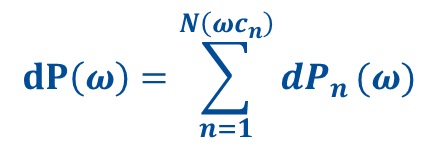 dP(ω) = ∑_{n=1}^{N(ωc_n)} dP_n (ω)